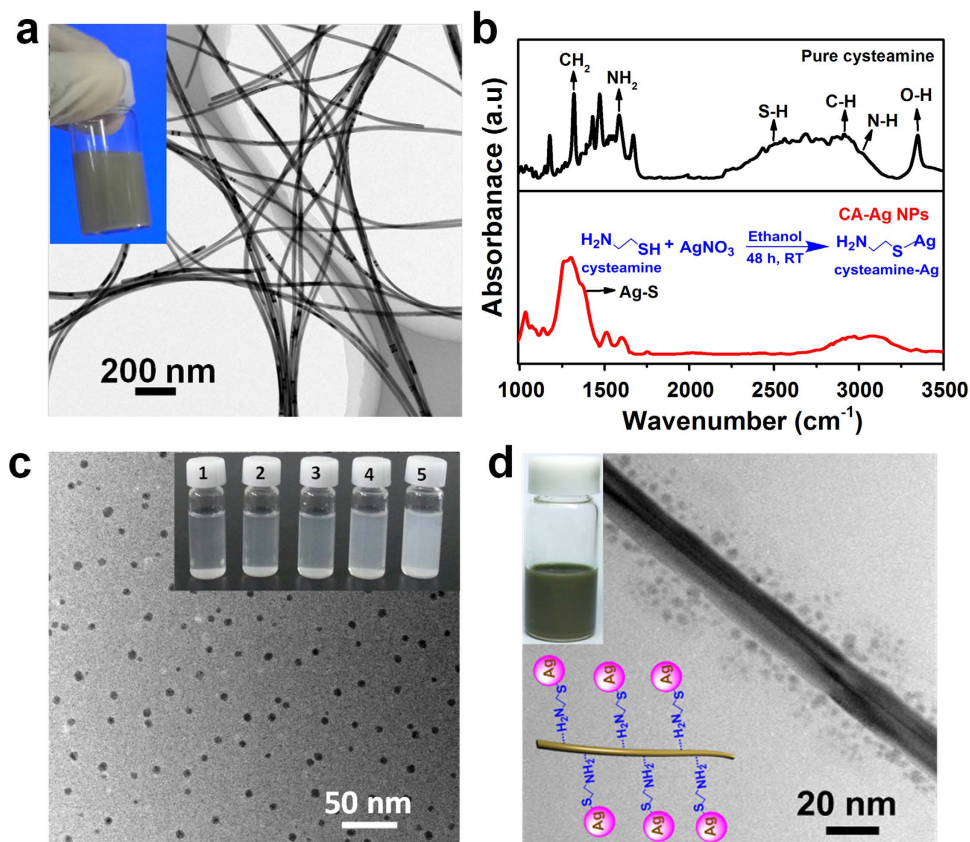 a
200 nm
b
Absorbanace (a.u)
Pure cysteamine
CH2
NH2
S-H
C-H
N-H
O-H
CA-Ag NPs
H2N SH + AgNO3 Ethanol 48 h, RT H2N S Ag
cysteamine
cysteamine-Ag
Ag-S
1000 1500 2000 2500 3000 3500
Wavenumber (cm-1)
c
1 2 3 4 5
50 nm
d
Ag Ag Ag
S S S
H2N H2N H2N
NH2 NH2 NH2
S S S
Ag Ag Ag
20 nm